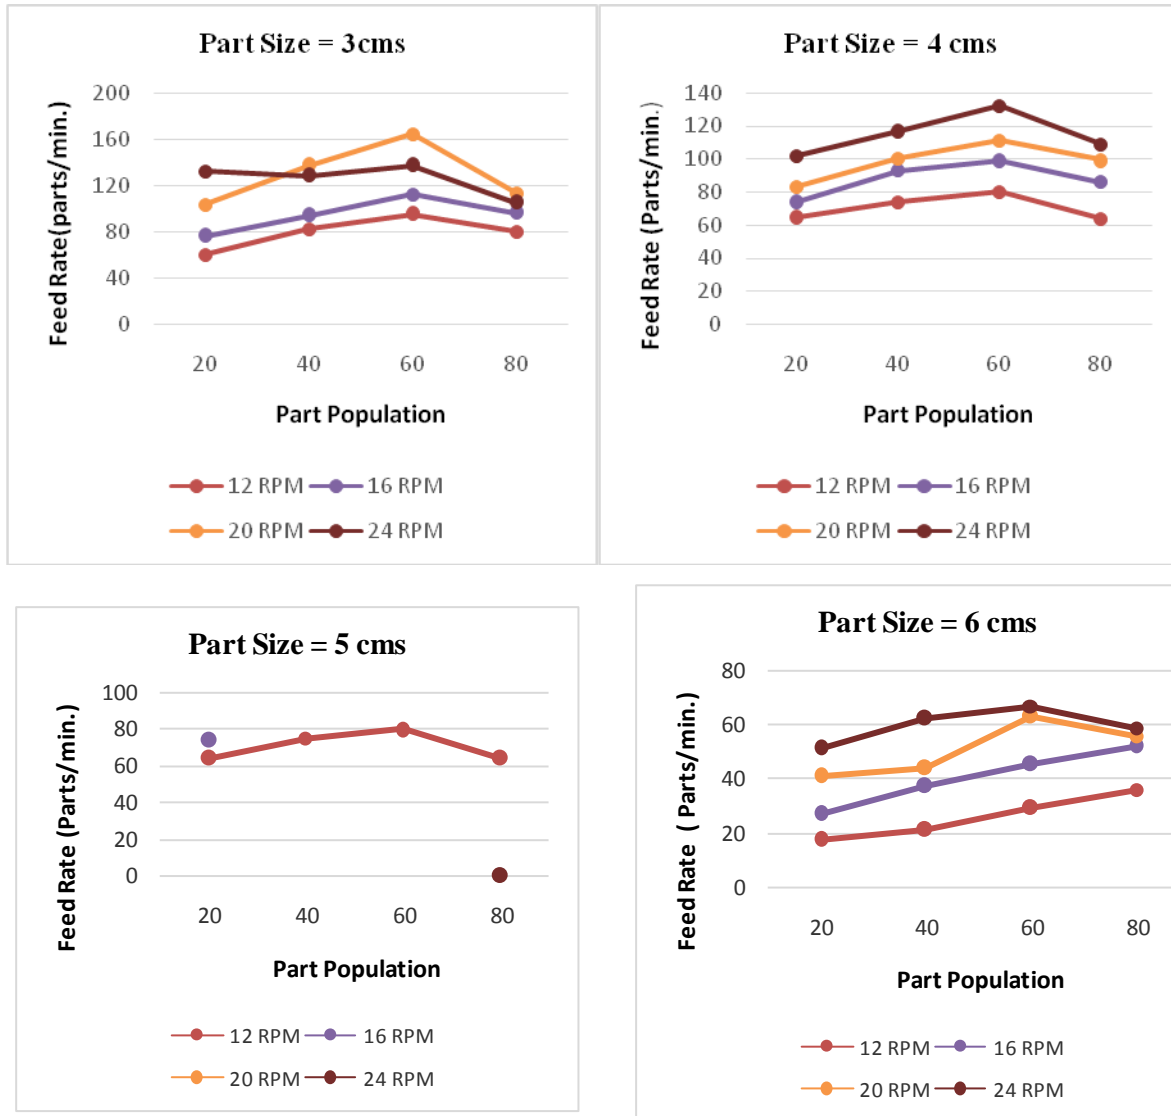 Part Size = 3cms
Feed Rate(parts/min.)
200
160
120
80
40
0
20 40 60 80
Part Population
12 RPM 16 RPM
20 RPM 24 RPM
Part Size = 4 cms
Feed Rate (Parts/min.)
140
120
100
80
60
40
20
0
20 40 60 80
Part Population
12 RPM 16 RPM
20 RPM 24 RPM
Part Size = 5 cms
Feed Rate (Parts/min.)
100
80
60
40
20
0
20 40 60 80
Part Population
12 RPM 16 RPM
20 RPM 24 RPM
Part Size = 6 cms
Feed Rate ( Parts/min.)
80
60
40
20
0
20 40 60 80
Part Population
12 RPM 16 RPM
20 RPM 24 RPM